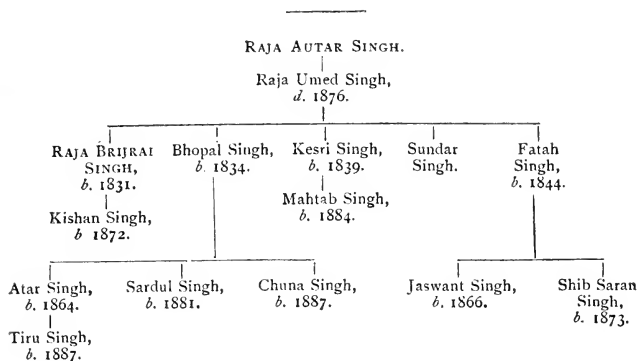 RAJA AUTAR SINGH.
Raja Umed Singh,
d. 1876.
RAJA BRIJRAI
SINGH,
b. 1831.
Bhopal Singh,
b. 1834.
Kesri Singh,
b. 1839.
Sundar
Singh.
Fatah
Singh,
b. 1844.
Kishan Singh,
b 1872.
Mahtab Singh,
b. 1884.
Atar Singh,
b. 1864.
Sardul Singh,
b. 1881.
Chuna Singh,
b. 1887.
Jaswant Singh,
b. 1866.
Shib Saran
Singh,
b. 1873.
Tiru Singh,
b. 1887.